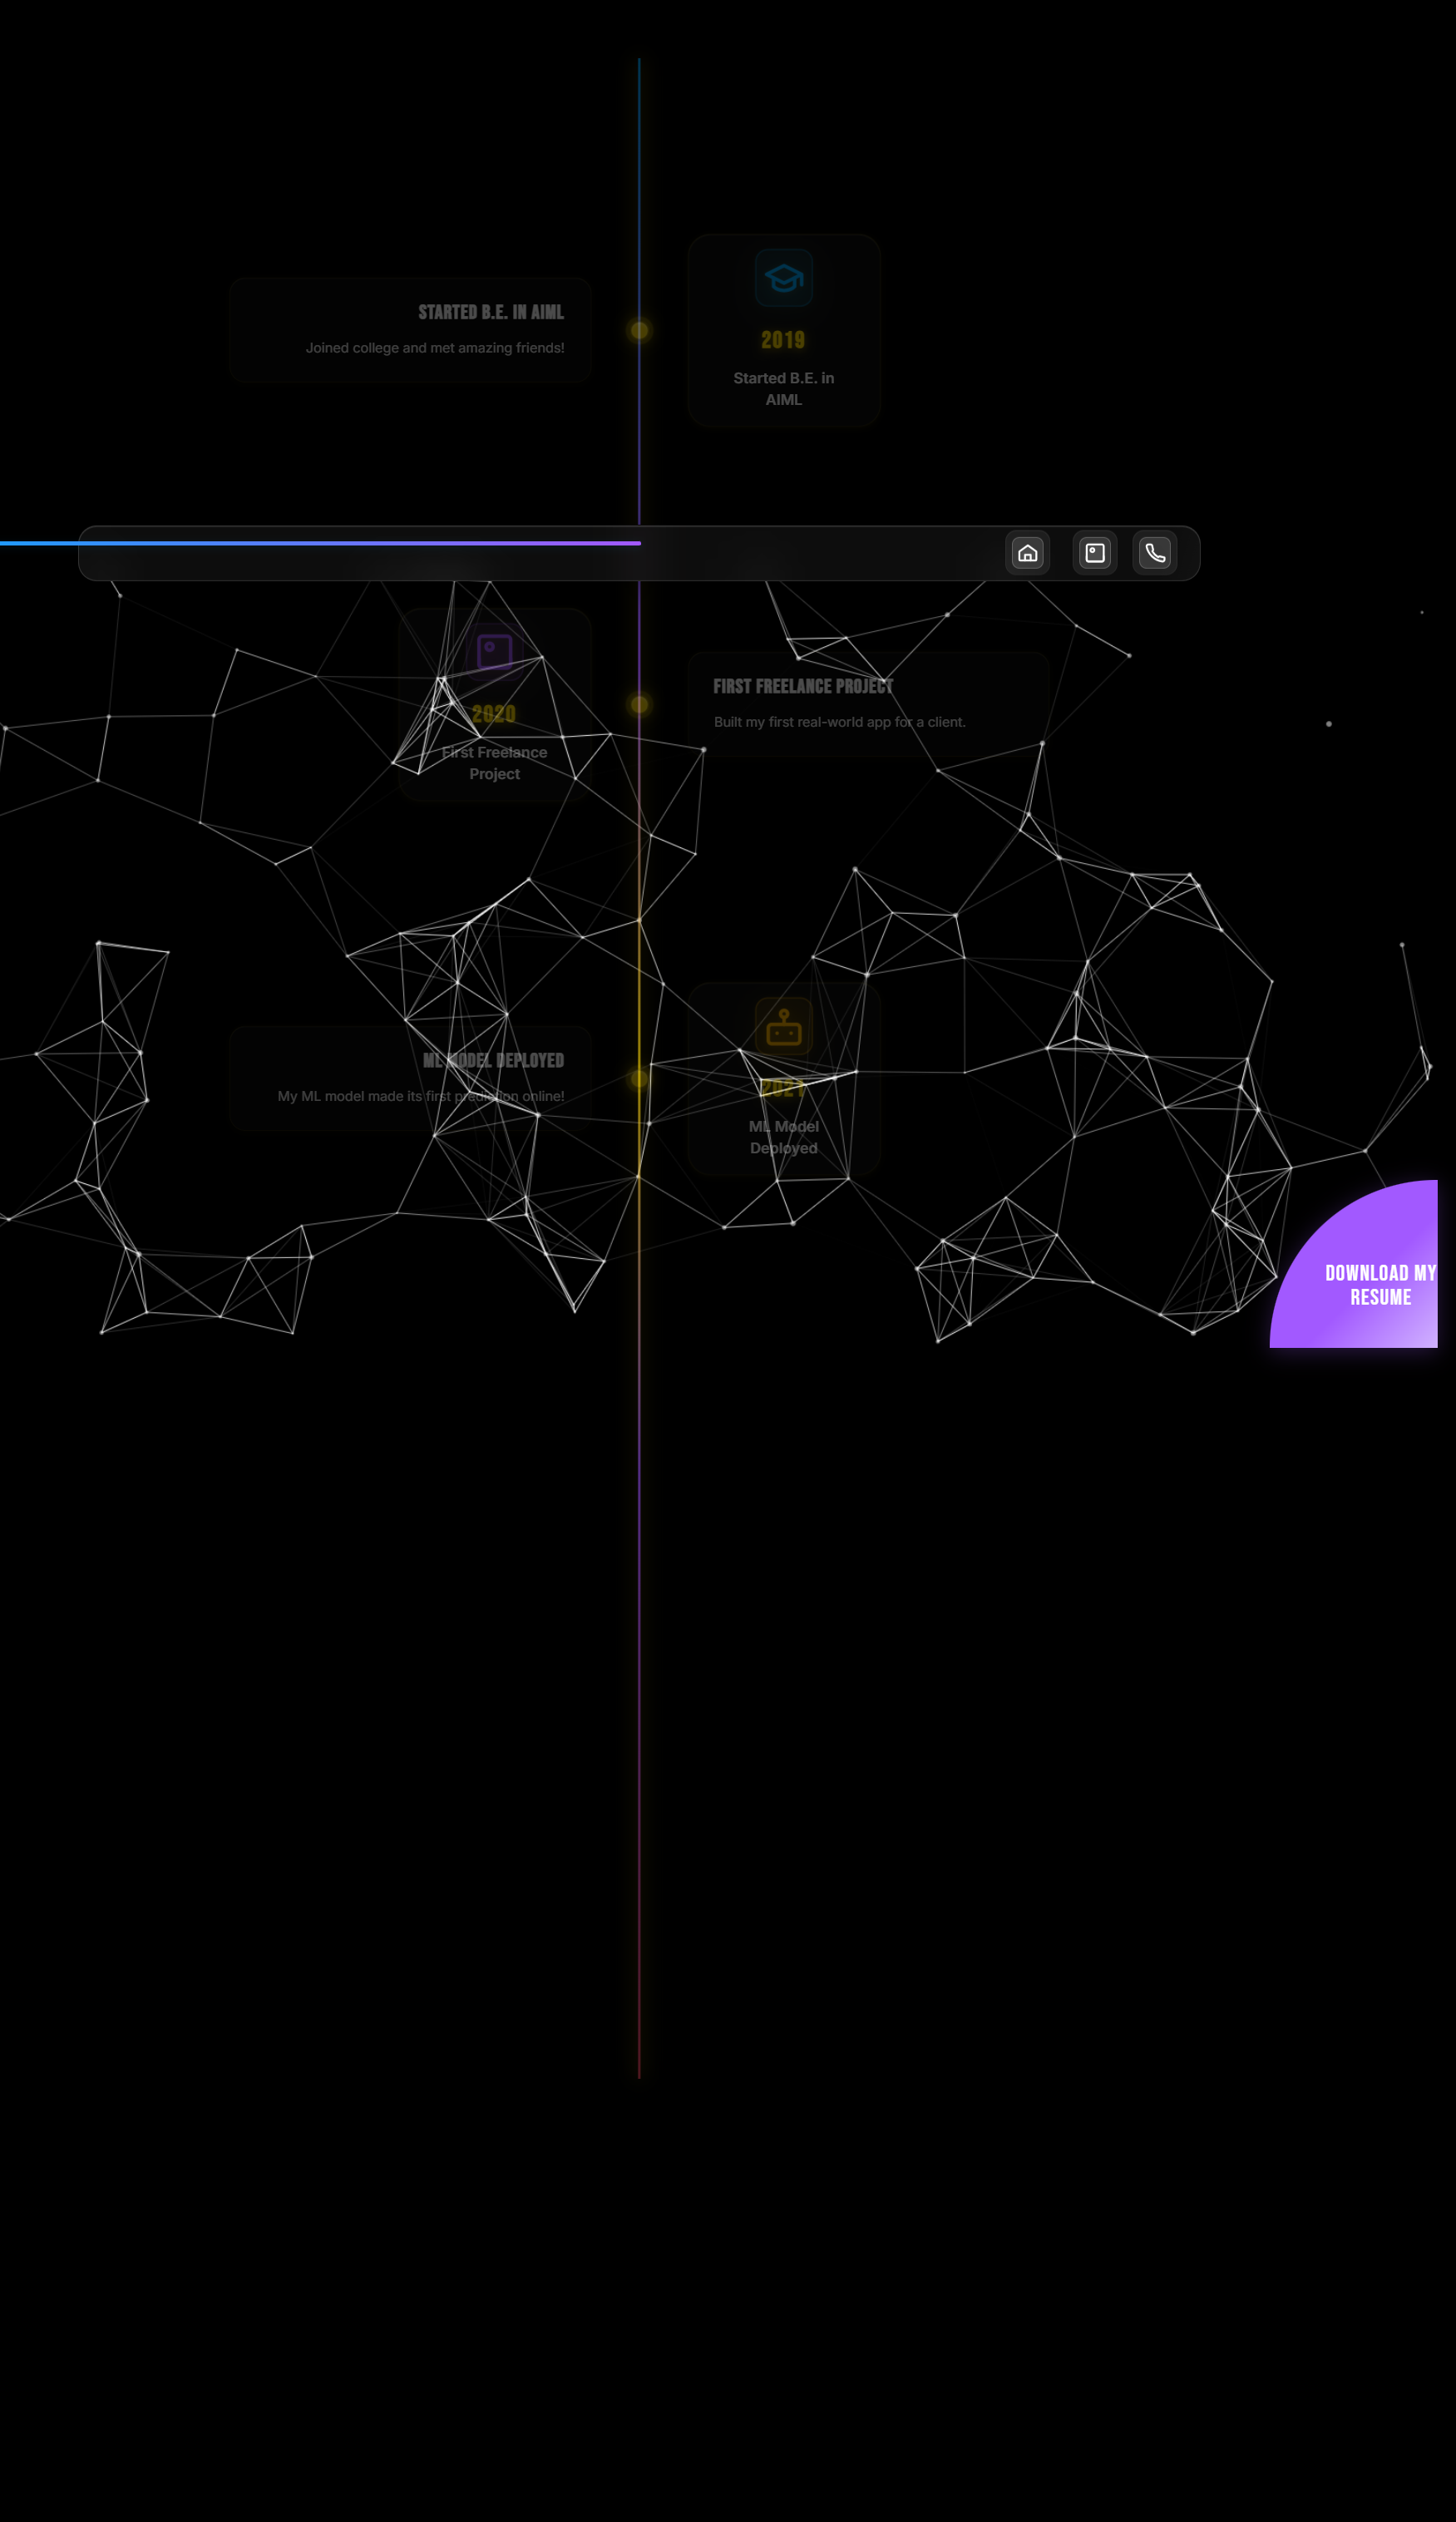 STARTED B.E. IN AIML
Joined college and met amazing friends!
2019
Started B.E. in
AIML
2020
First Freelance
Project
FIRST FREELANCE PROJECT
Built my first real-world app for a client.
ML MODEL DEPLOYED
My ML model made its first prediction online!
2021
ML Model
Deployed
DOWNLOAD MY
RESUME